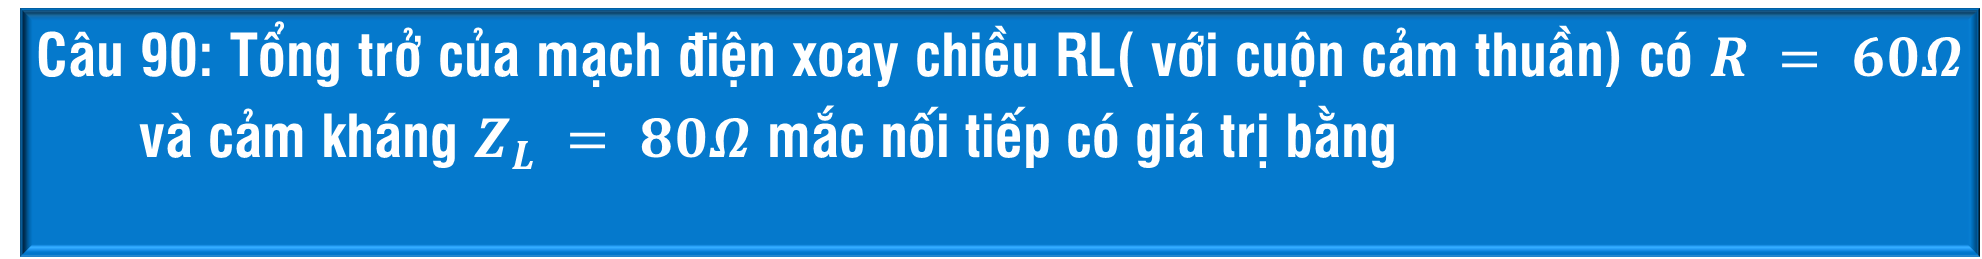 Câu 90: Tổng trở của mạch điện xoay chiều RL( với cuộn cảm thuần) có R = 60Ω
và cảm kháng Z_L = 80Ω mắc nối tiếp có giá trị bằng